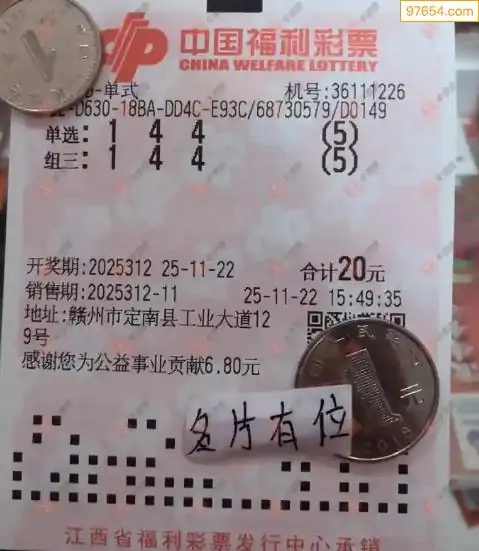 97654.com
中国福利彩票
CHINA WELFARE LOTTERY
-单式 机号:36111226
-D630-18BA-DD4C-E93C/68730579/D0149
单选: 1 4 4 (5)
组三: 1 4 4 (5)
开奖期:2025312 25-11-22 合计20元
销售期:2025312-11 25-11-22 15:49:35
地址:赣州市定南县工业大道12
9号
感谢您为公益事业贡献6.80元
名片有位
2019
江西省福利彩票发行中心承销